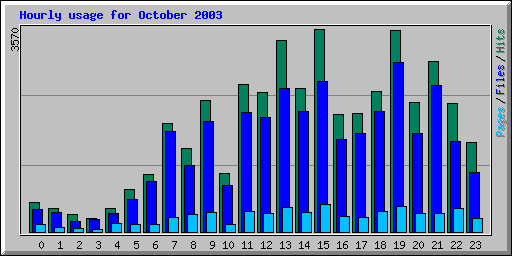 Hourly usage for October 2003
3570
Pages/Files/Hits
0 1 2 3 4 5 6 7 8 9 10 11 12 13 14 15 16 17 18 19 20 21 22 23